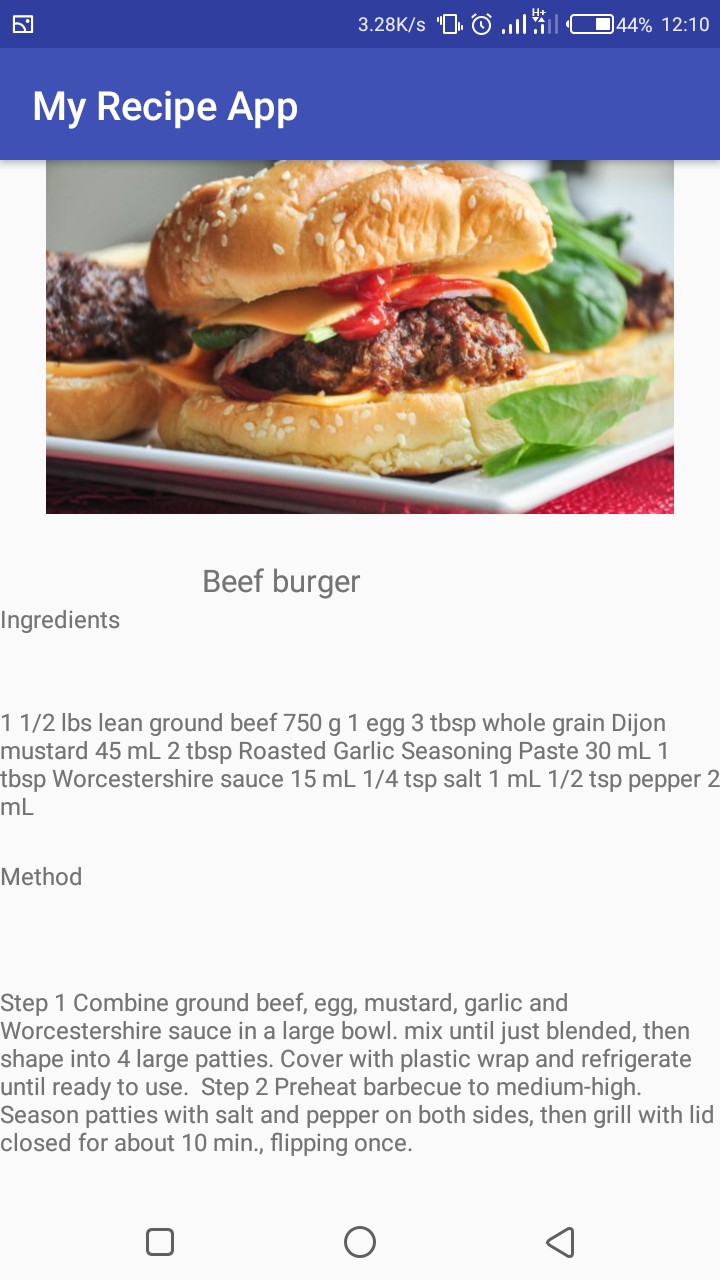 3.28K/s H+ 44% 12:10
My Recipe App
Beef burger
Ingredients
1 1/2 lbs lean ground beef 750 g 1 egg 3 tbsp whole grain Dijon
mustard 45 mL 2 tbsp Roasted Garlic Seasoning Paste 30 mL 1
tbsp Worcestershire sauce 15 mL 1/4 tsp salt 1 mL 1/2 tsp pepper 2
mL
Method
Step 1 Combine ground beef, egg, mustard, garlic and
Worcestershire sauce in a large bowl. mix until just blended, then
shape into 4 large patties. Cover with plastic wrap and refrigerate
until ready to use.  Step 2 Preheat barbecue to medium-high.
Season patties with salt and pepper on both sides, then grill with lid
closed for about 10 min., flipping once.